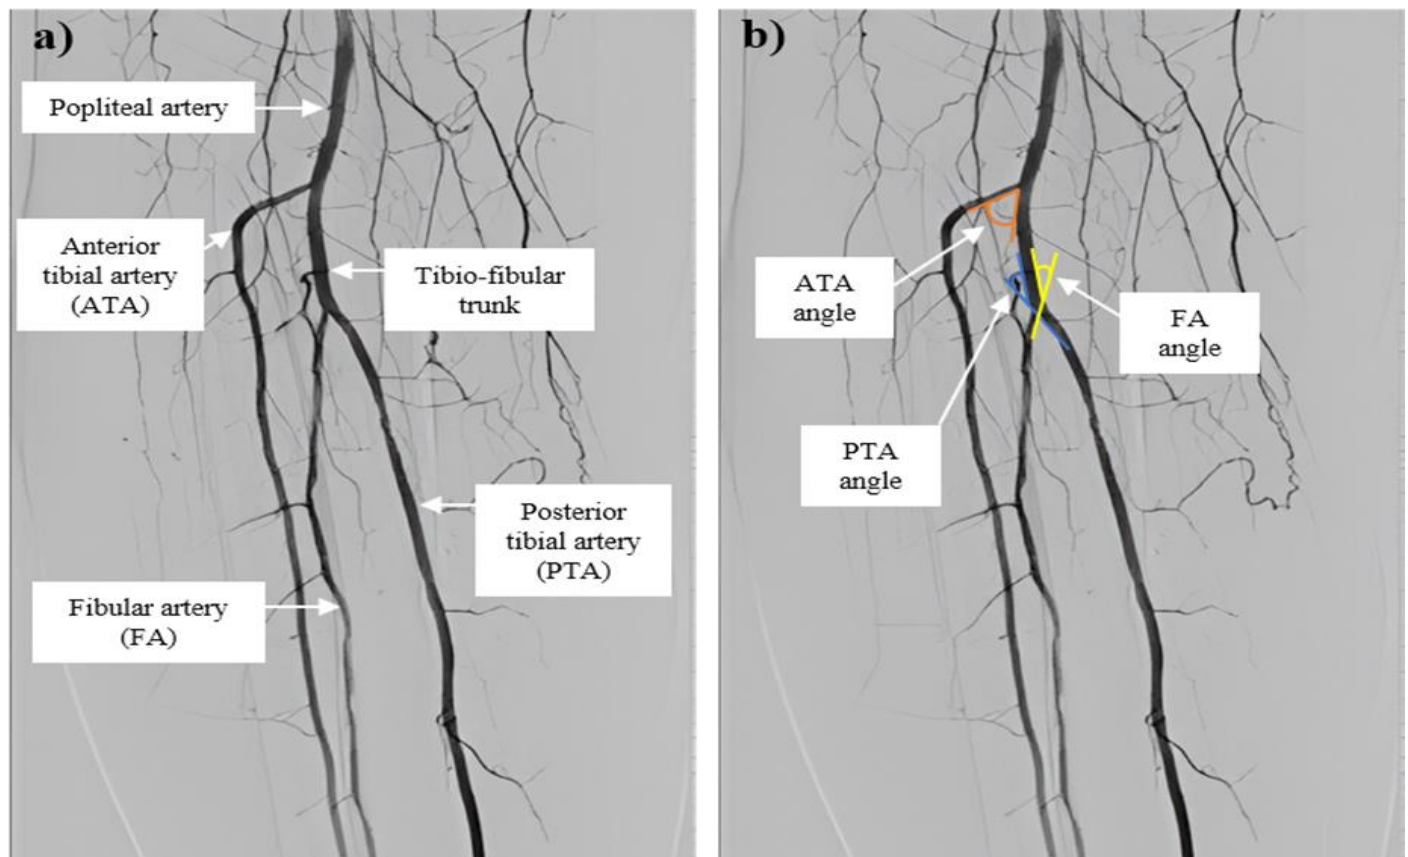 a)
Popliteal artery
Anterior
tibial artery
(ATA)
Tibio-fibular
trunk
Posterior
tibial artery
(PTA)
Fibular artery
(FA)
b)
ATA
angle
FA
angle
PTA
angle